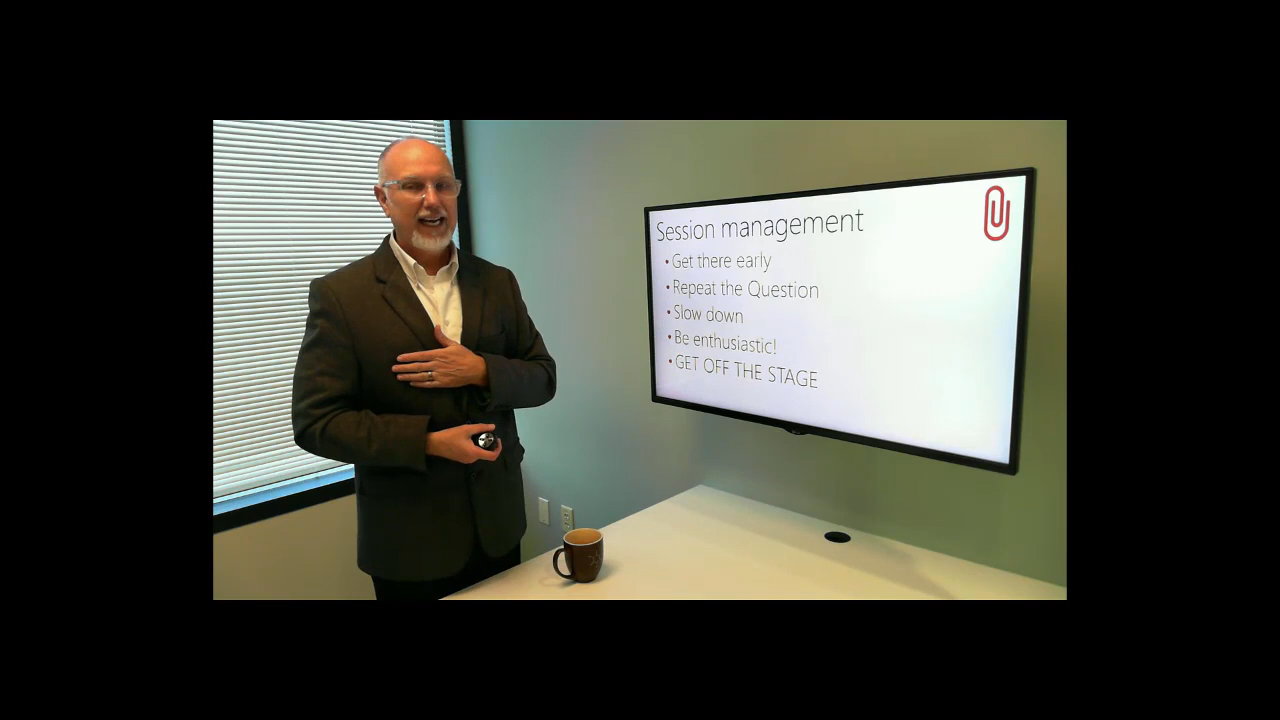 Session management
• Get there early
• Repeat the Question
• Slow down
• Be enthusiastic!
• GET OFF THE STAGE